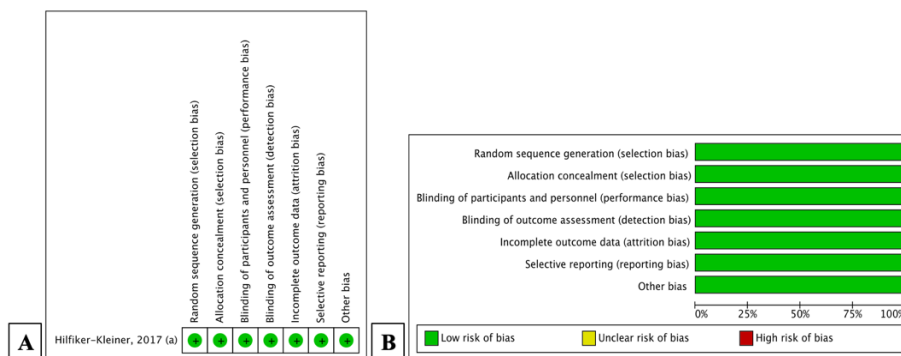 Random sequence generation (selection bias)
Allocation concealment (selection bias)
Blinding of participants and personnel (performance bias)
Blinding of outcome assessment (detection bias)
Incomplete outcome data (attrition bias)
Selective reporting (reporting bias)
Other bias
Hilfiker-Kleiner, 2017 (a)
+ + + + + + +
A
Random sequence generation (selection bias)
Allocation concealment (selection bias)
Blinding of participants and personnel (performance bias)
Blinding of outcome assessment (detection bias)
Incomplete outcome data (attrition bias)
Selective reporting (reporting bias)
Other bias
0% 25% 50% 75% 100%
Low risk of bias Unclear risk of bias High risk of bias
B